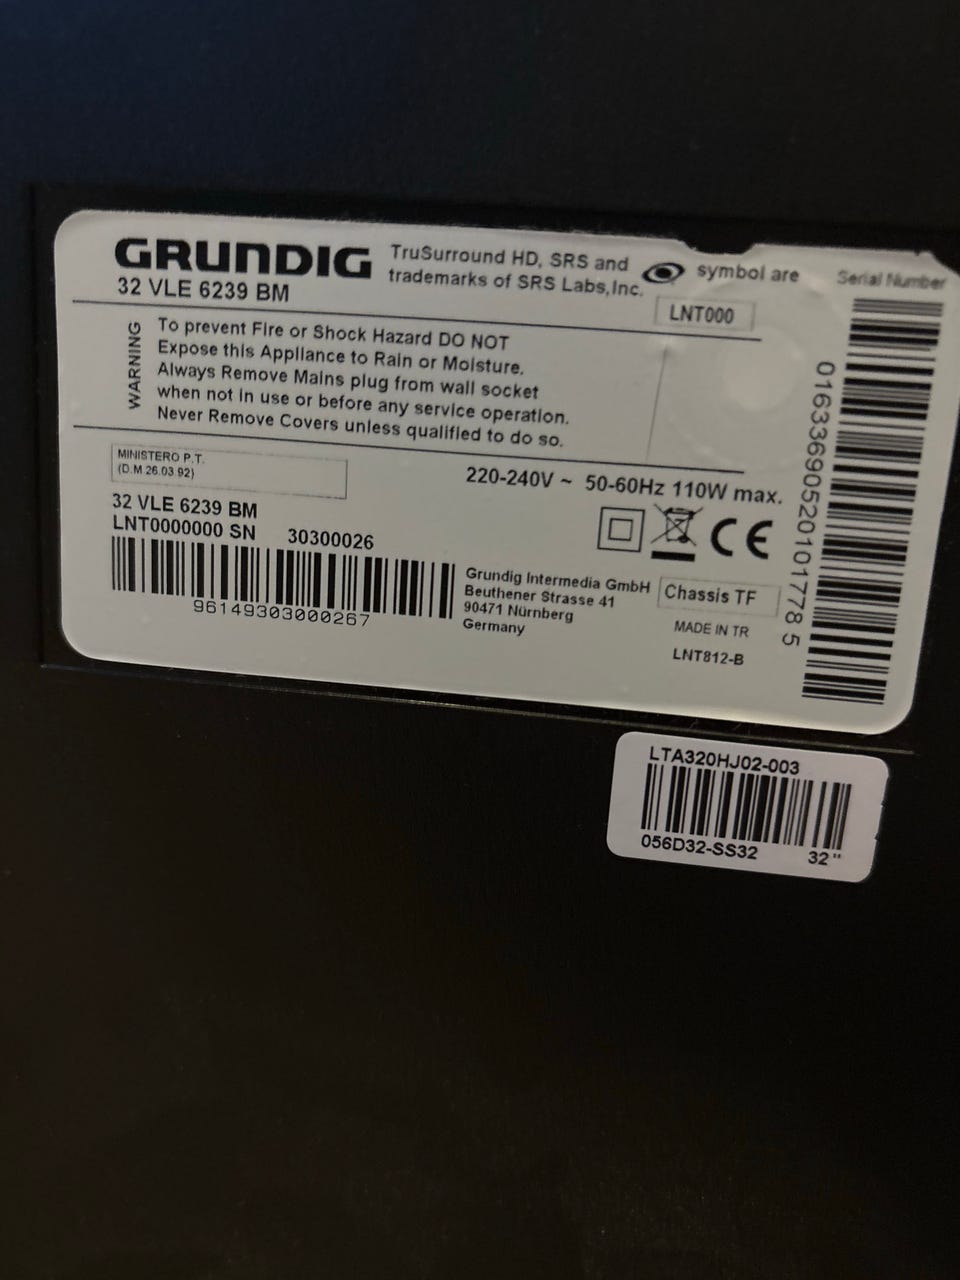 GRUNDIG
32 VLE 6239 BM
TruSurround HD, SRS and symbol are
trademarks of SRS Labs,Inc.
LNT000
Serial Number
WARNING
To prevent Fire or Shock Hazard DO NOT
Expose this Appliance to Rain or Moisture.
Always Remove Mains plug from wall socket
when not in use or before any service operation.
Never Remove Covers unless qualified to do so.
MINISTERO P.T.
(D.M.26.03.92)
220-240V ~ 50-60Hz 110W max.
32 VLE 6239 BM
LNT0000000 SN 30300026
96149303000267
CE
Grundig Intermedia GmbH
Beuthener Strasse 41
90471 Nürnberg
Germany
Chassis TF
MADE IN TR
LNT812-B
01633690520101778 5
LTA320HJ02-003
056D32-SS32 32"